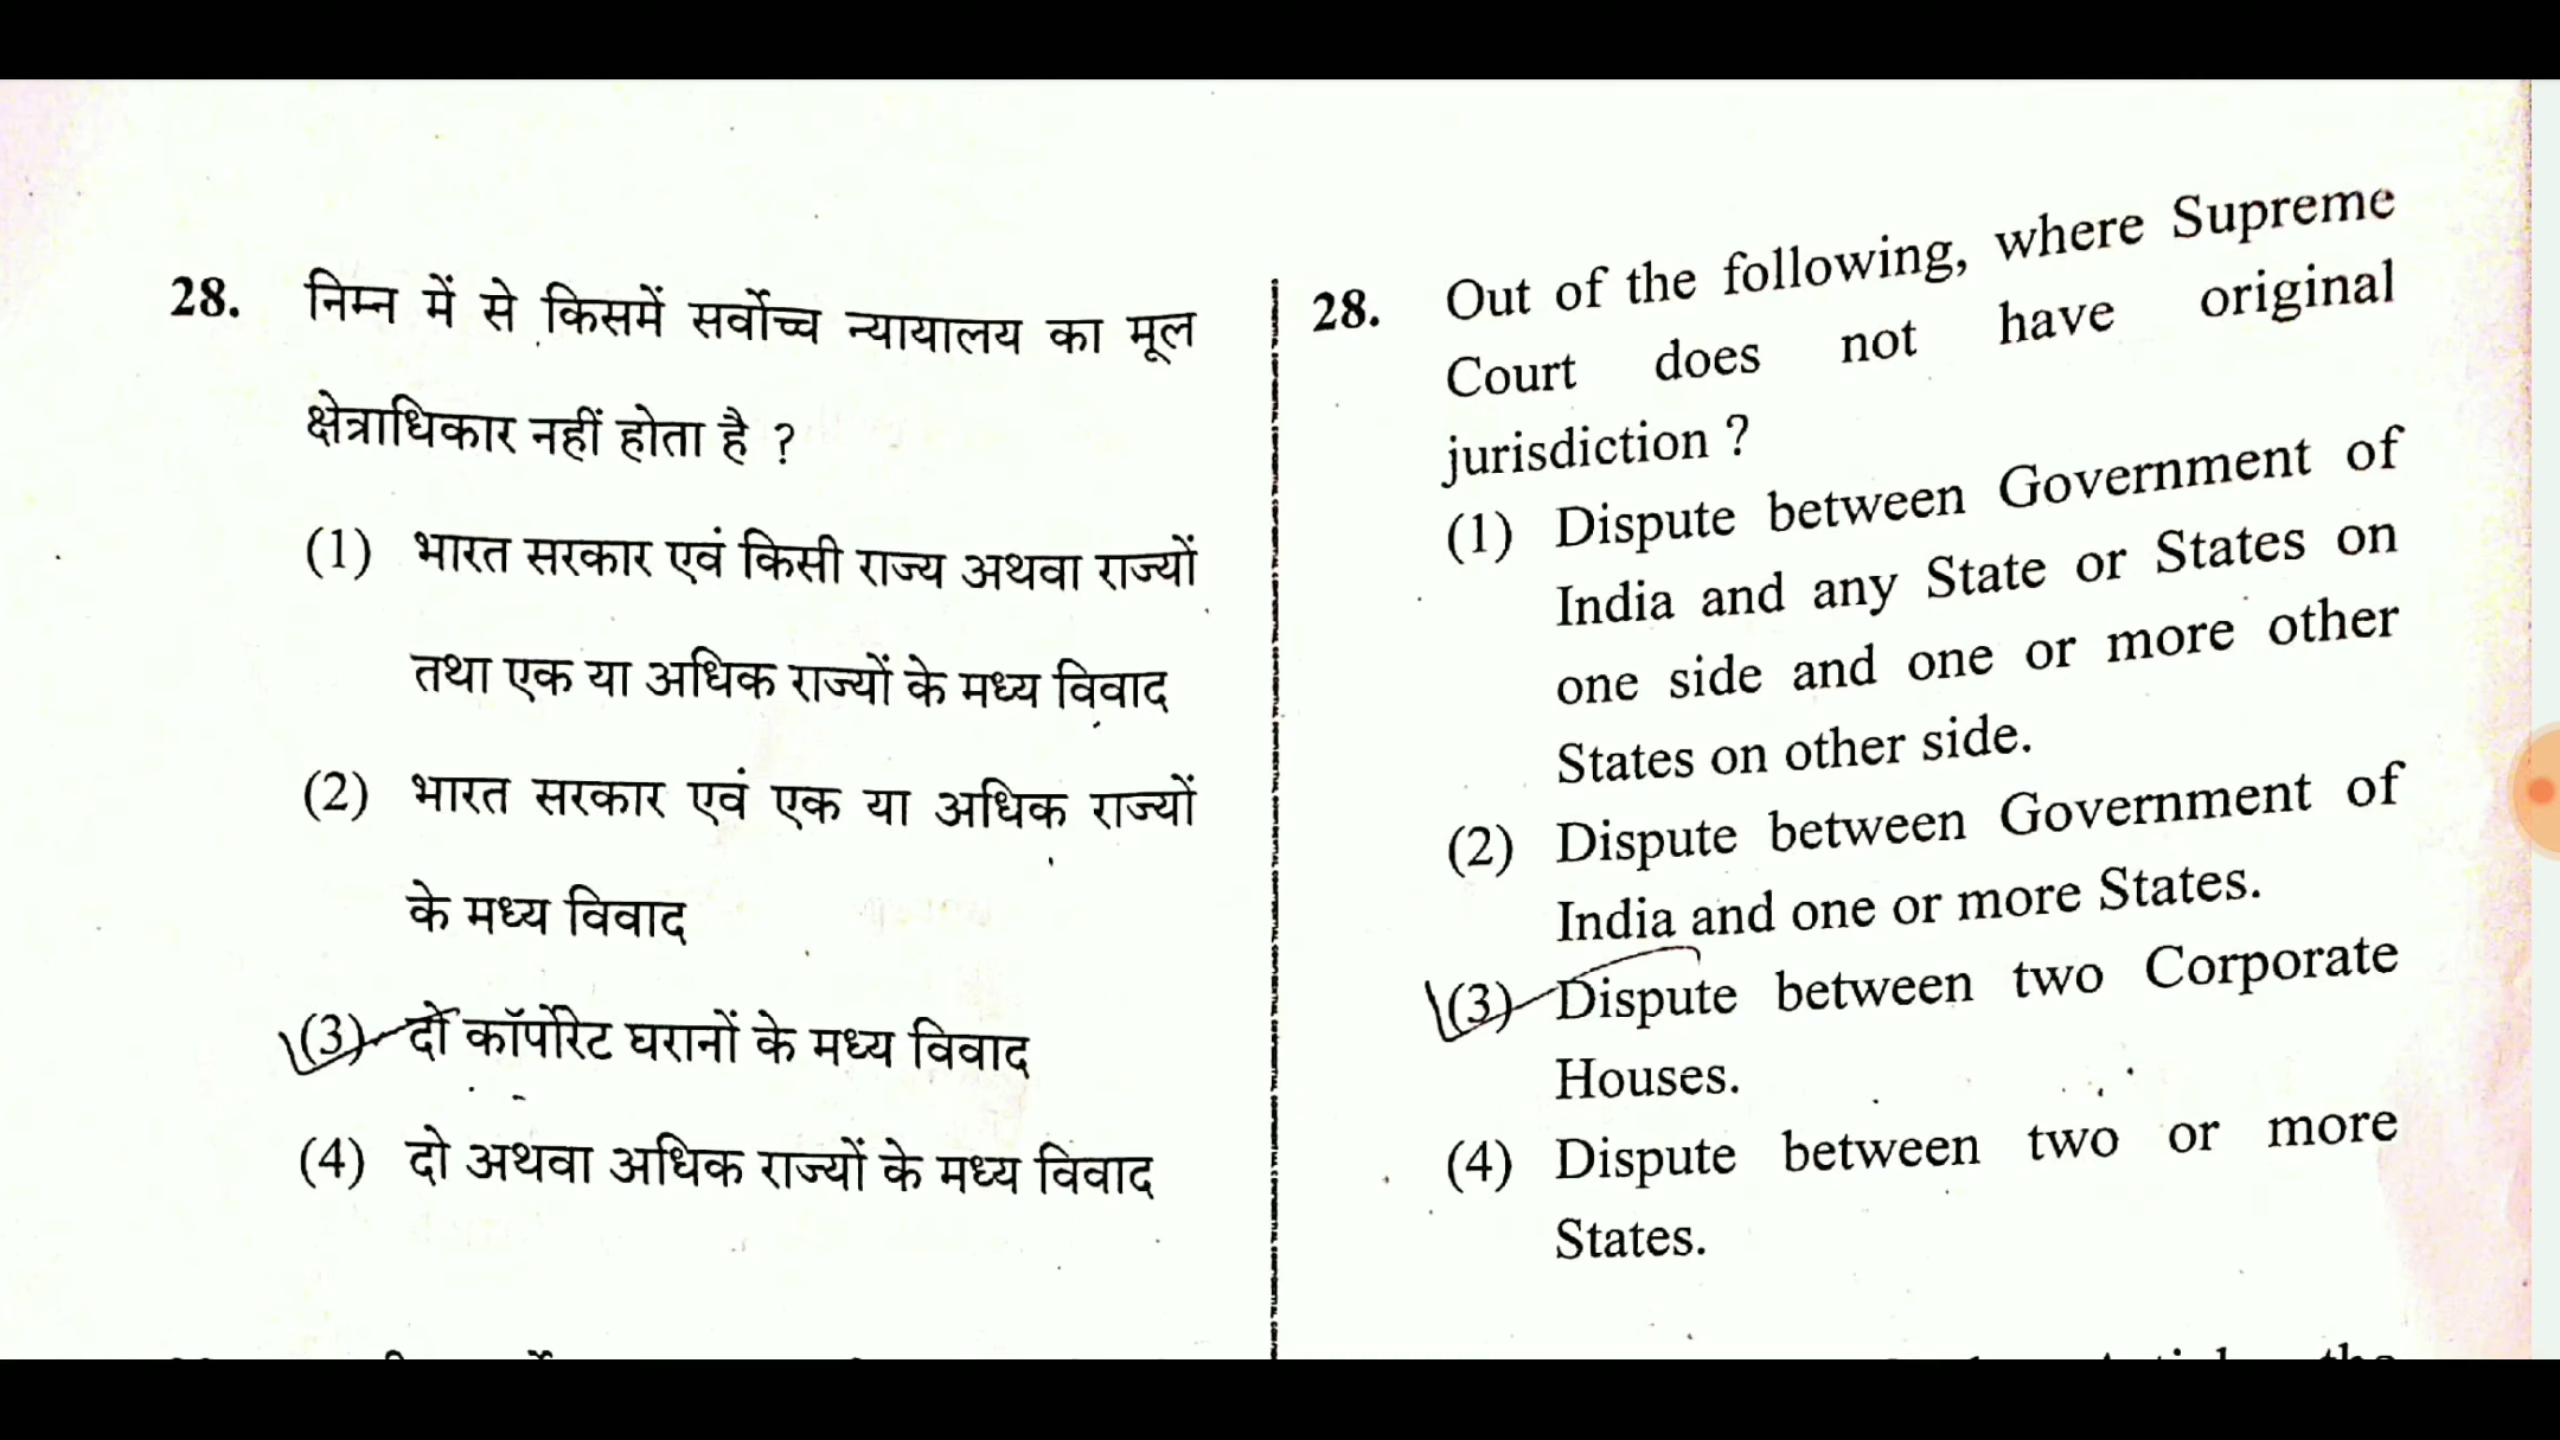 28. निम्न में से किसमें सर्वोच्च न्यायालय का मूल
क्षेत्राधिकार नहीं होता है ?
(1) भारत सरकार एवं किसी राज्य अथवा राज्यों
तथा एक या अधिक राज्यों के मध्य विवाद
(2) भारत सरकार एवं एक या अधिक राज्यों
के मध्य विवाद
(3) दो कॉर्पोरेट घरानों के मध्य विवाद
(4) दो अथवा अधिक राज्यों के मध्य विवाद
28. Out of the following, where Supreme
Court does not have original
jurisdiction ?
(1) Dispute between Government of
India and any State or States on
one side and one or more other
States on other side.
(2) Dispute between Government of
India and one or more States.
(3) Dispute between two Corporate
Houses.
(4) Dispute between two or more
States.